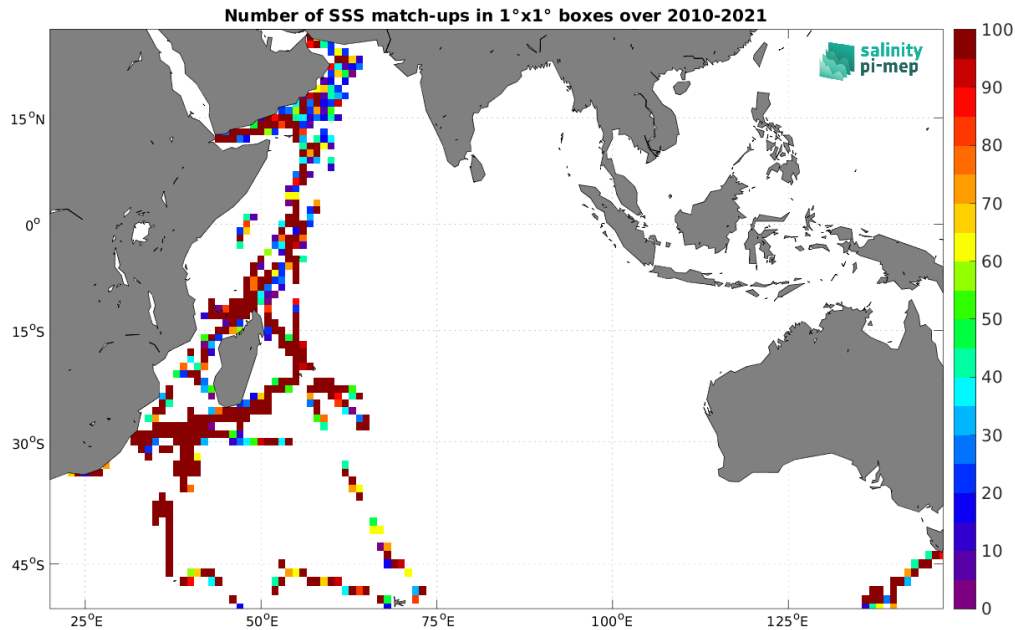 Number of SSS match-ups in 1°x1° boxes over 2010-2021
salinity
pi-mep
15°N
0°
15°S
30°S
45°S
25°E
50°E
75°E
100°E
125°E
100
90
80
70
60
50
40
30
20
10
0